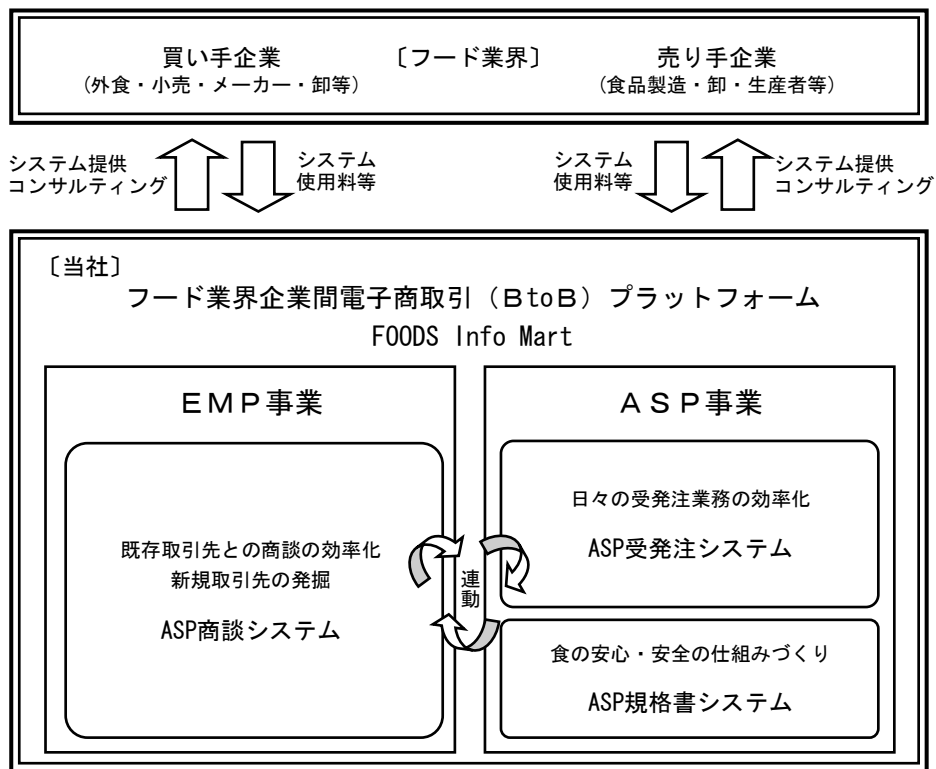 買い手企業
〔フード業界〕
売り手企業
(外食・小売・メーカー・卸等)
(食品製造・卸・生産者等)
システム提供
コンサルティング
システム
使用料等
システム
使用料等
システム提供
コンサルティング
〔当社〕
フード業界企業間電子商取引（BtoB）プラットフォーム
FOODS Info Mart
ＥＭＰ事業
ＡＳＰ事業
既存取引先との商談の効率化
新規取引先の発掘
ASP商談システム
連動
日々の受発注業務の効率化
ASP受発注システム
食の安心・安全の仕組みづくり
ASP規格書システム